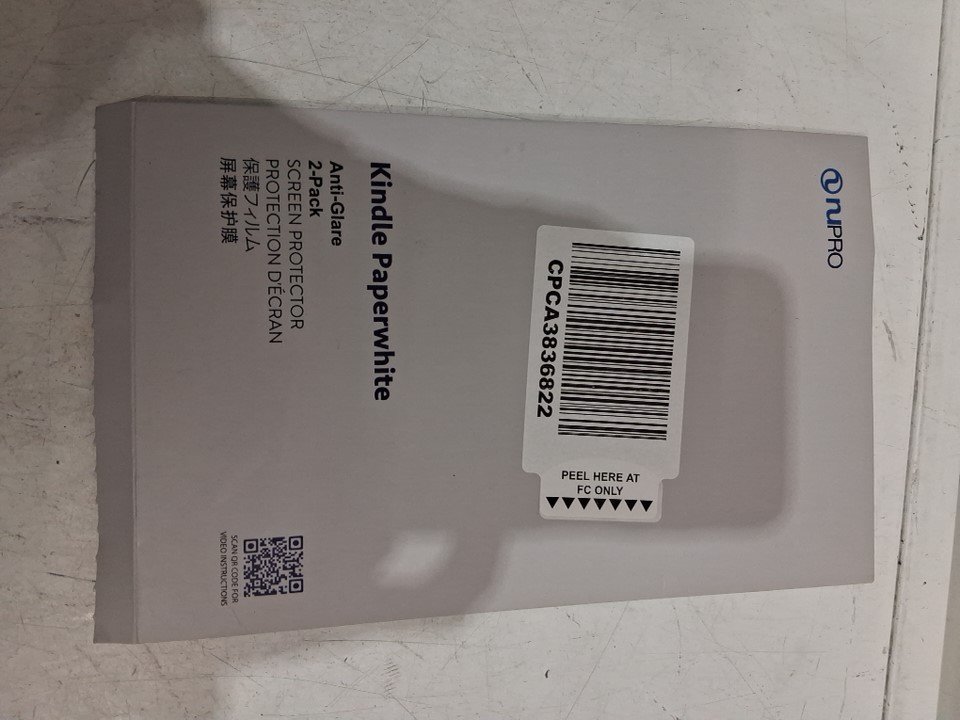 nuPRO
CPCA3836822
PEEL HERE AT
FC ONLY
Kindle Paperwhite
Anti-Glare
2-Pack
SCREEN PROTECTOR
PROTECTION D'ÉCRAN
保護フィルム
屏幕保护膜
SCAN QR CODE FOR
VIDEO INSTRUCTIONS